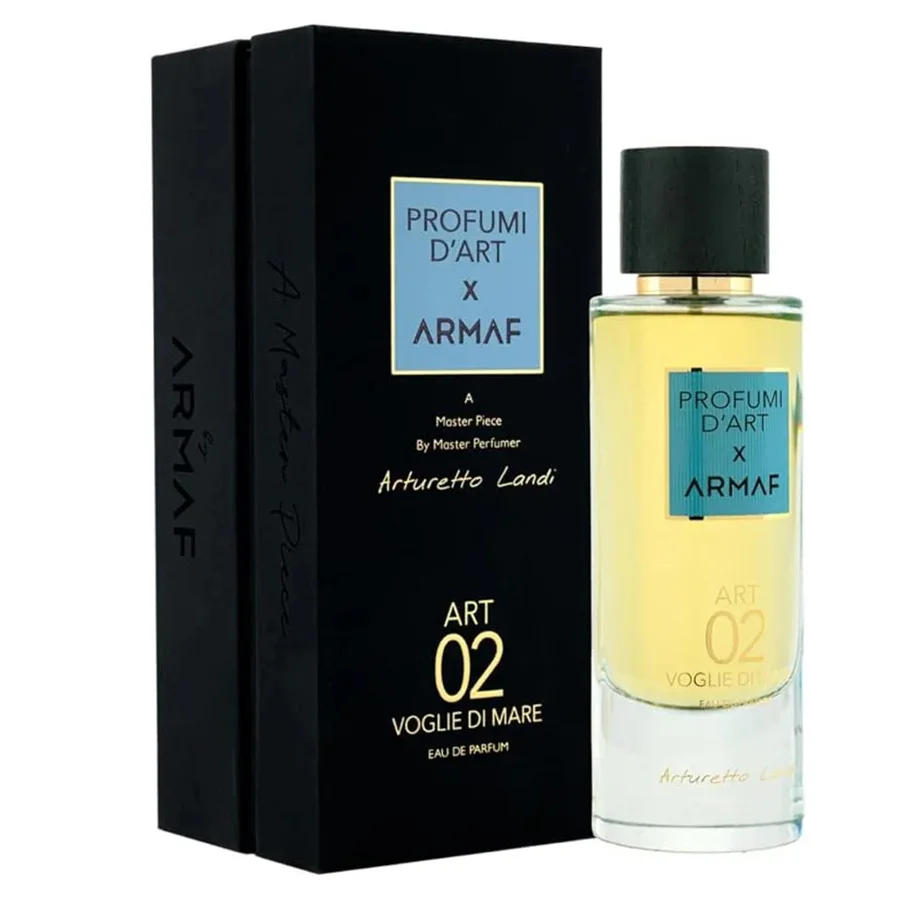 by ARMAF
A Master Piece
PROFUMI
D'ART
X
ARMAF
A
Master Piece
By Master Perfumer
Arturetto Landi
ART
02
VOGLIE DI MARE
EAU DE PARFUM
PROFUMI
D'ART
X
ARMAF
ART
02
VOGLIE DI
Arturetto Landi